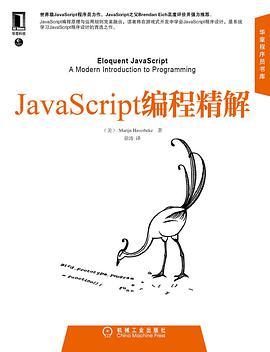 华章科技
世界级JavaScript程序员力作,JavaScript之父Brendan Eich高度评价并强力推荐。
JavaScript编程原理与运用规则完美融合,读者将在游戏式开发中学会JavaScript程序设计,是系统
学习JavaScript程序设计的首选之作。
华章程序员书库
Eloquent JavaScript
A Modern Introduction to Programming
JavaScript编程精解
(美) Marijn Haverbeke 著
徐涛 译
Bird.prototype.Program
= function() {
机械工业出版社
China Machine Press